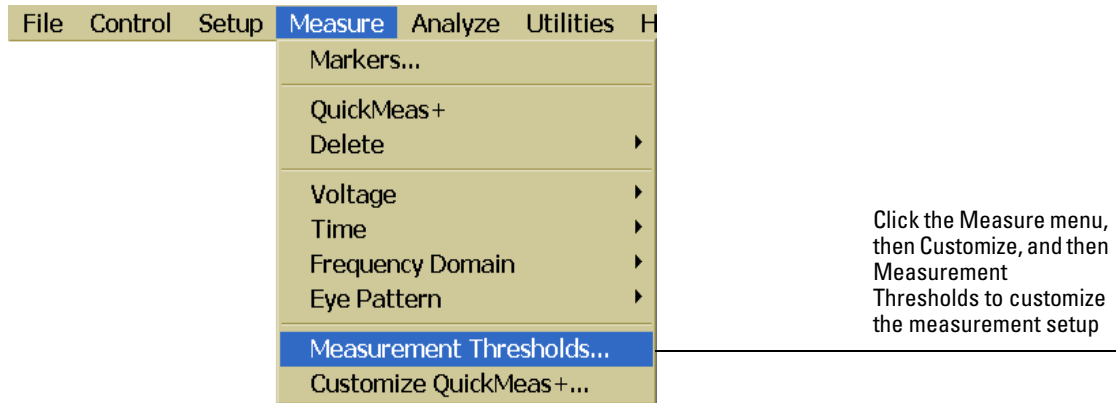 File Control Setup Measure Analyze Utilities H
Markers...
QuickMeas+
Delete
Voltage
Time
Frequency Domain
Eye Pattern
Measurement Thresholds...
Customize QuickMeas+...
Click the Measure menu,
then Customize, and then
Measurement
Thresholds to customize
the measurement setup